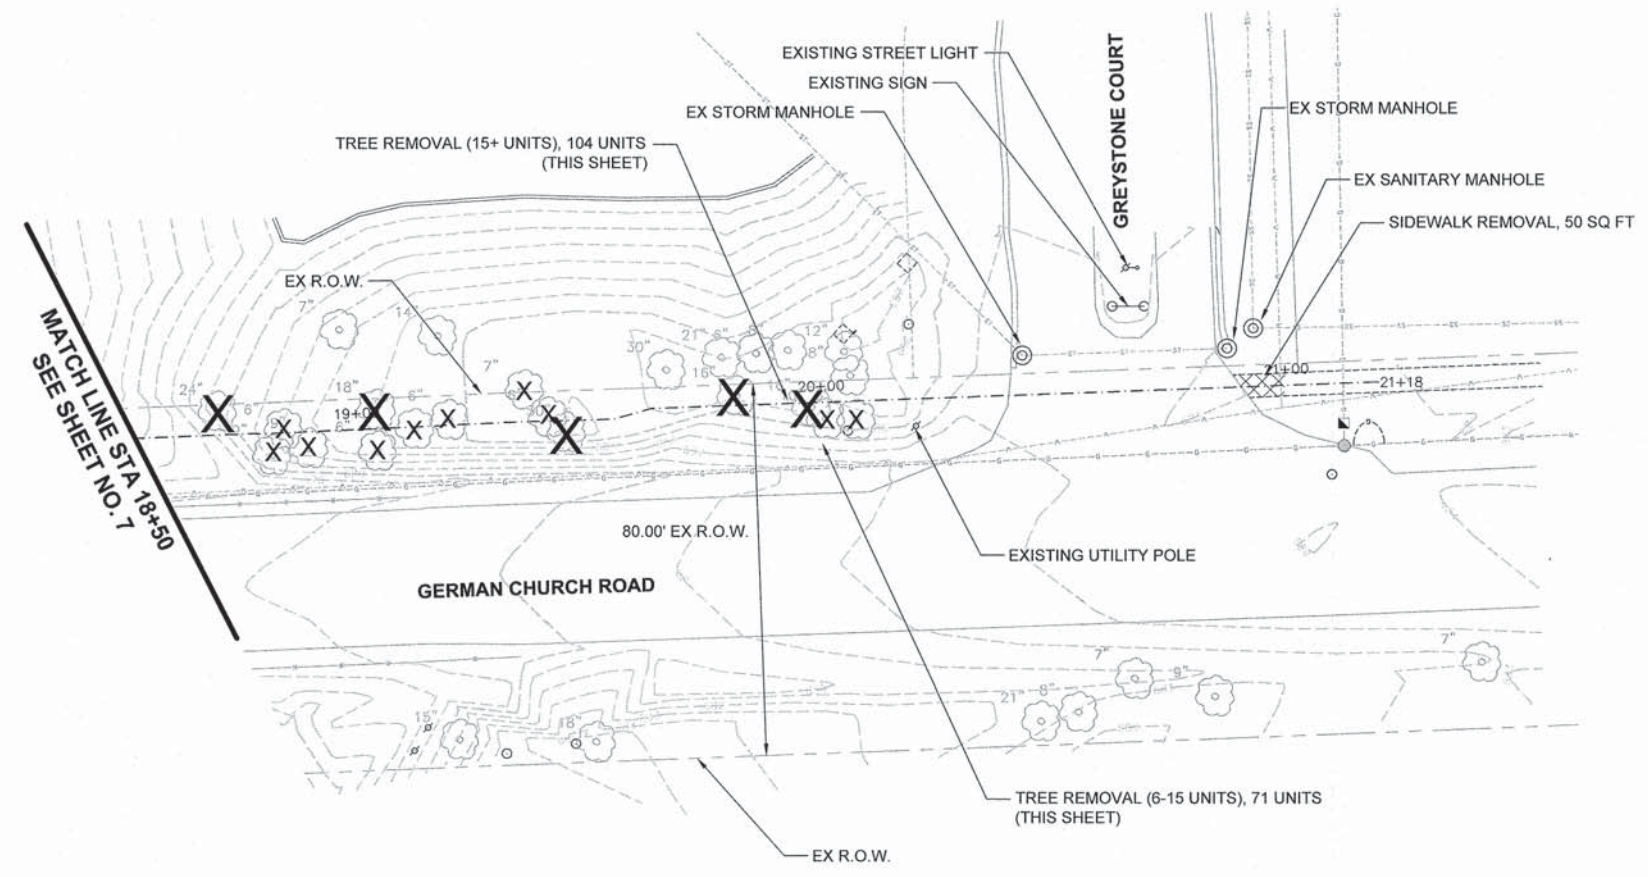 EXISTING STREET LIGHT
EXISTING SIGN
EX STORM MANHOLE
GREYSTONE COURT
EX STORM MANHOLE
TREE REMOVAL (15+ UNITS), 104 UNITS
(THIS SHEET)
EX SANITARY MANHOLE
SIDEWALK REMOVAL, 50 SQ FT
EX R.O.W.
MATCH LINE STA 18+50
SEE SHEET NO. 7
7"
14"
7"
30"
21"
6"
8"
12"
8"
24"
6"
18"
6"
16"
20+00
21+00
21+18
80.00' EX R.O.W.
EXISTING UTILITY POLE
GERMAN CHURCH ROAD
15"
18"
21"
8"
7"
9"
7"
TREE REMOVAL (6-15 UNITS), 71 UNITS
(THIS SHEET)
EX R.O.W.